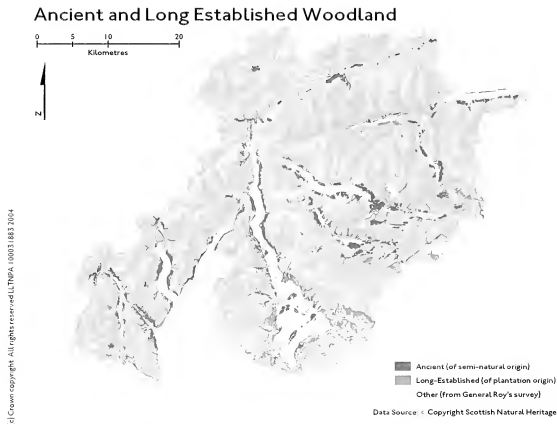 Ancient and Long Established Woodland
0 5 10 20
Kilometres
N
Ancient (of semi-natural origin)
Long-Established (of plantation origin)
Other (from General Roy's survey)
Data Source: © Copyright Scottish Natural Heritage
(c) Crown copyright All rights reserved LLTNPA 100031883 2004